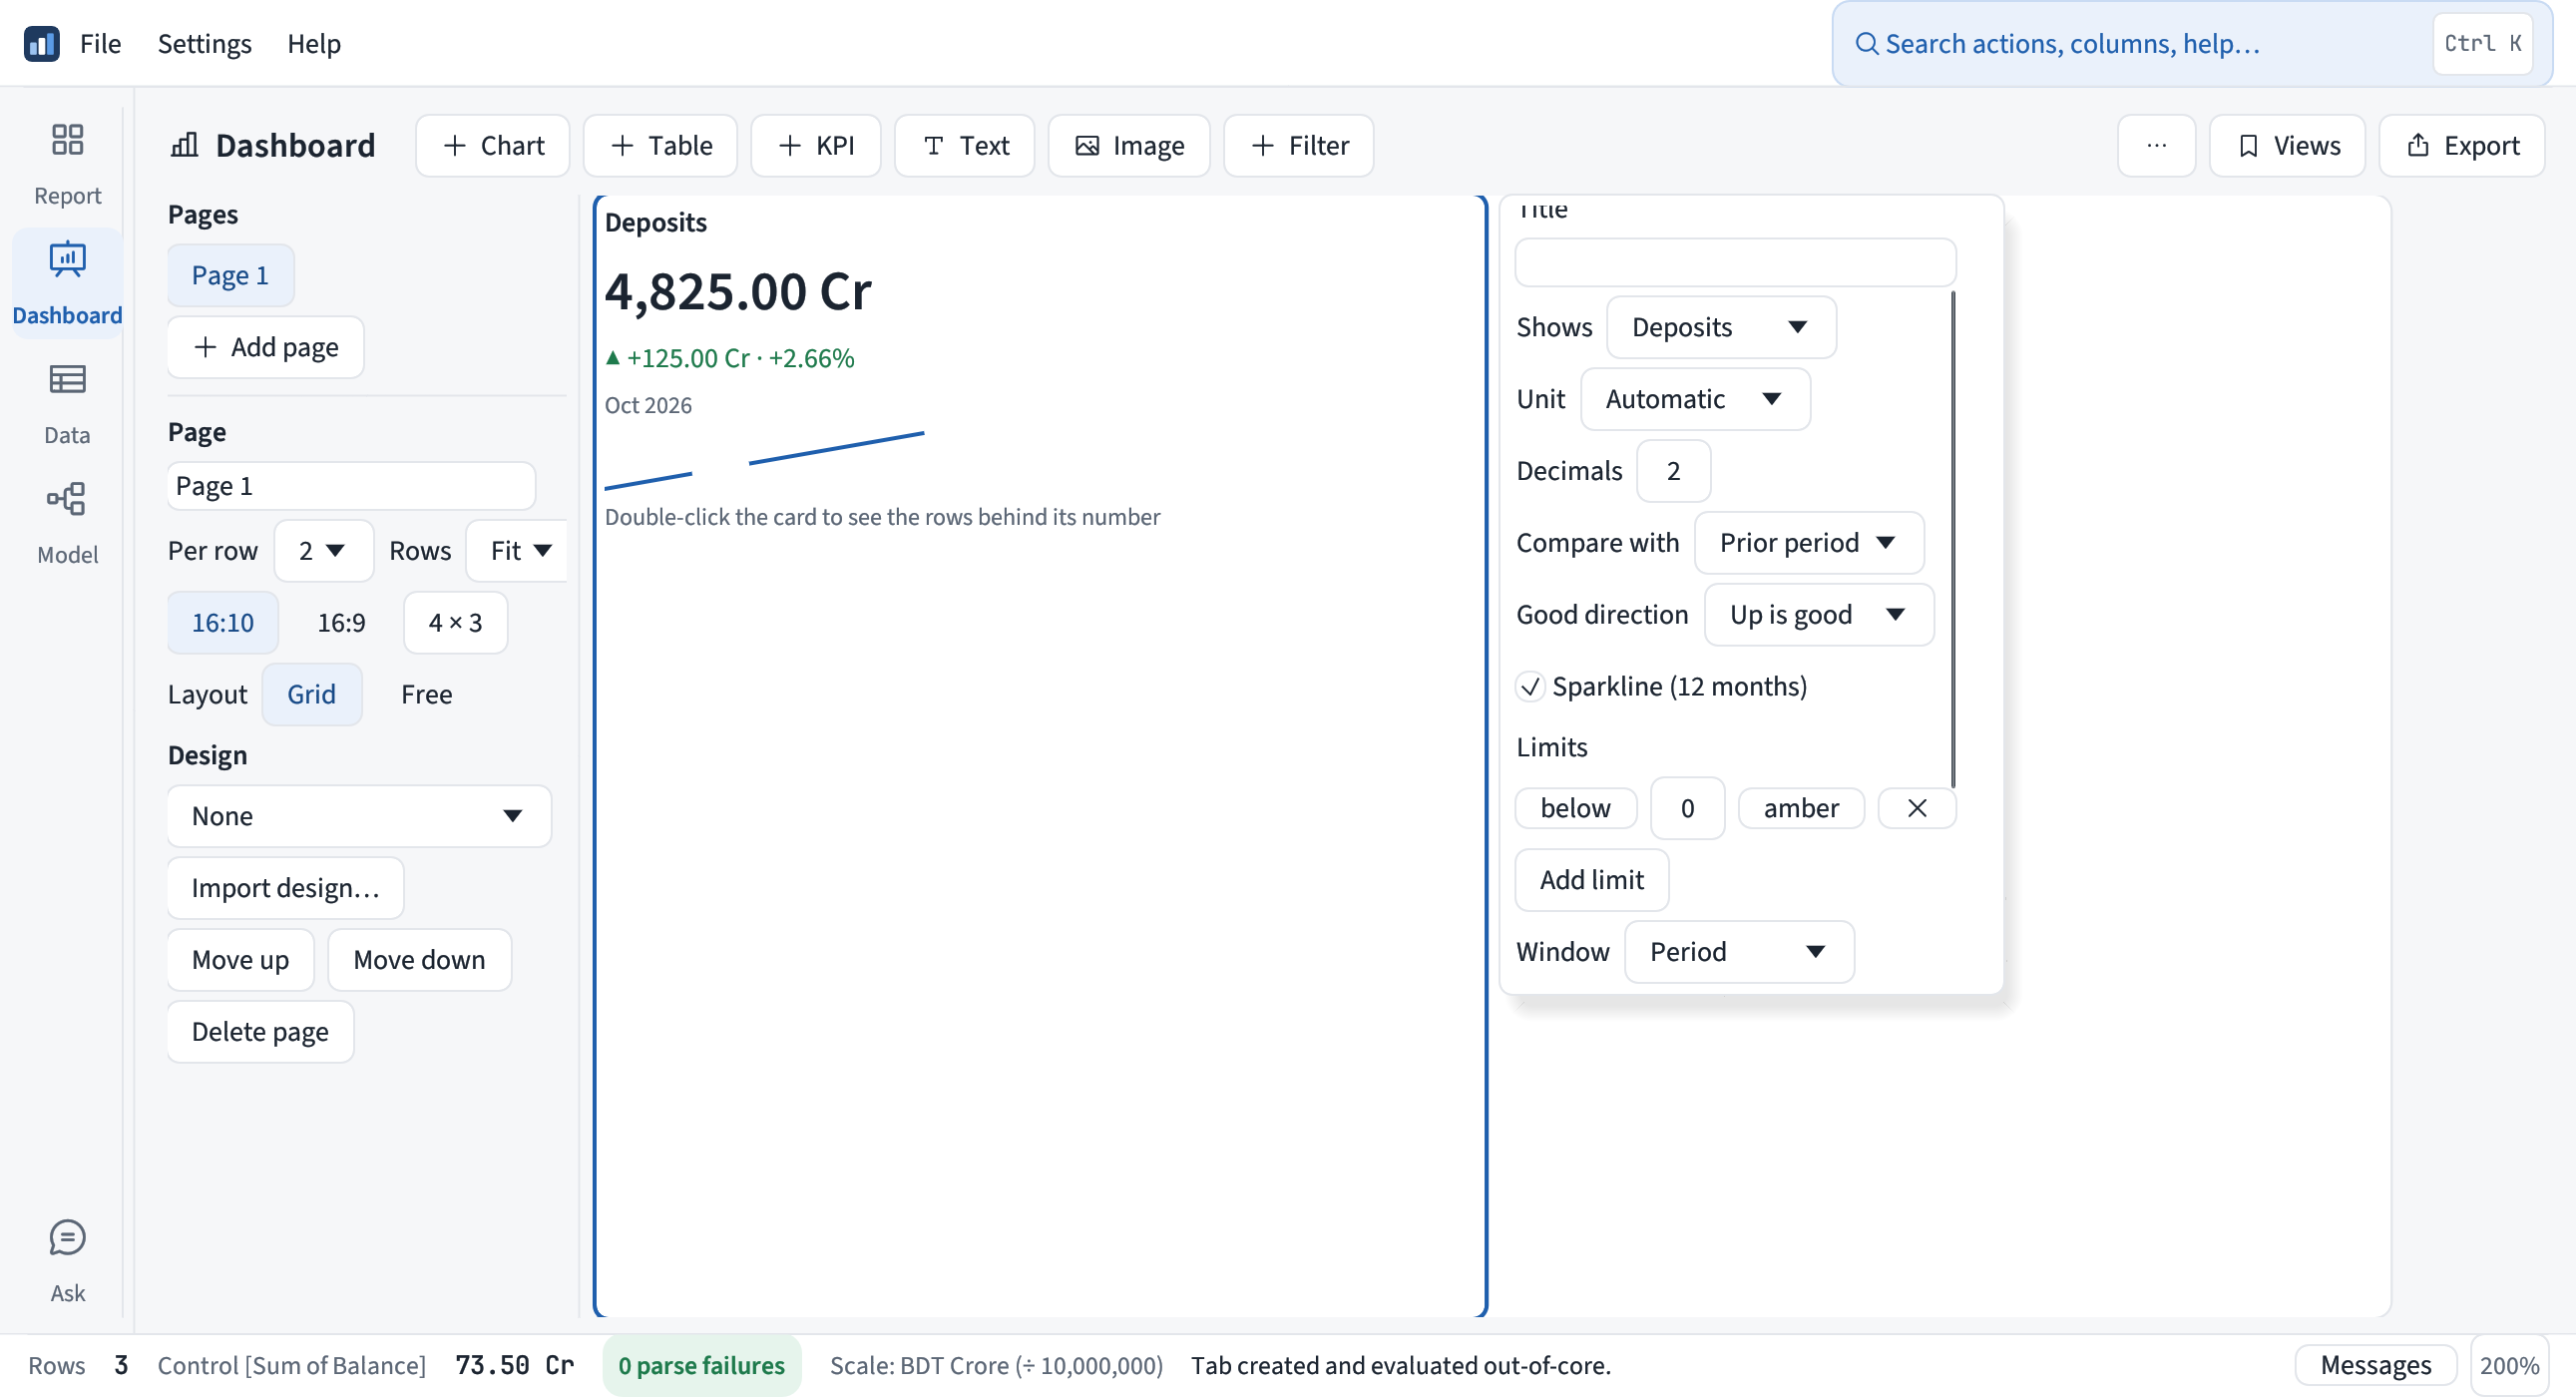 File Settings Help Search actions, columns, help... Ctrl K
Dashboard + Chart + Table + KPI Text Image + Filter ... Views Export
Report
Dashboard
Data
Model
Ask
Pages
Page 1
+ Add page
Page
Page 1
Per row 2 Rows Fit
16:10 16:9 4 × 3
Layout Grid Free
Design
None
Import design...
Move up Move down
Delete page
Deposits
4,825.00 Cr
▲ +125.00 Cr · +2.66%
Oct 2026
Double-click the card to see the rows behind its number
Title
Shows Deposits
Unit Automatic
Decimals 2
Compare with Prior period
Good direction Up is good
Sparkline (12 months)
Limits
below 0 amber
Add limit
Window Period
Rows 3 Control [Sum of Balance] 73.50 Cr 0 parse failures Scale: BDT Crore (÷ 10,000,000) Tab created and evaluated out-of-core. Messages 200%